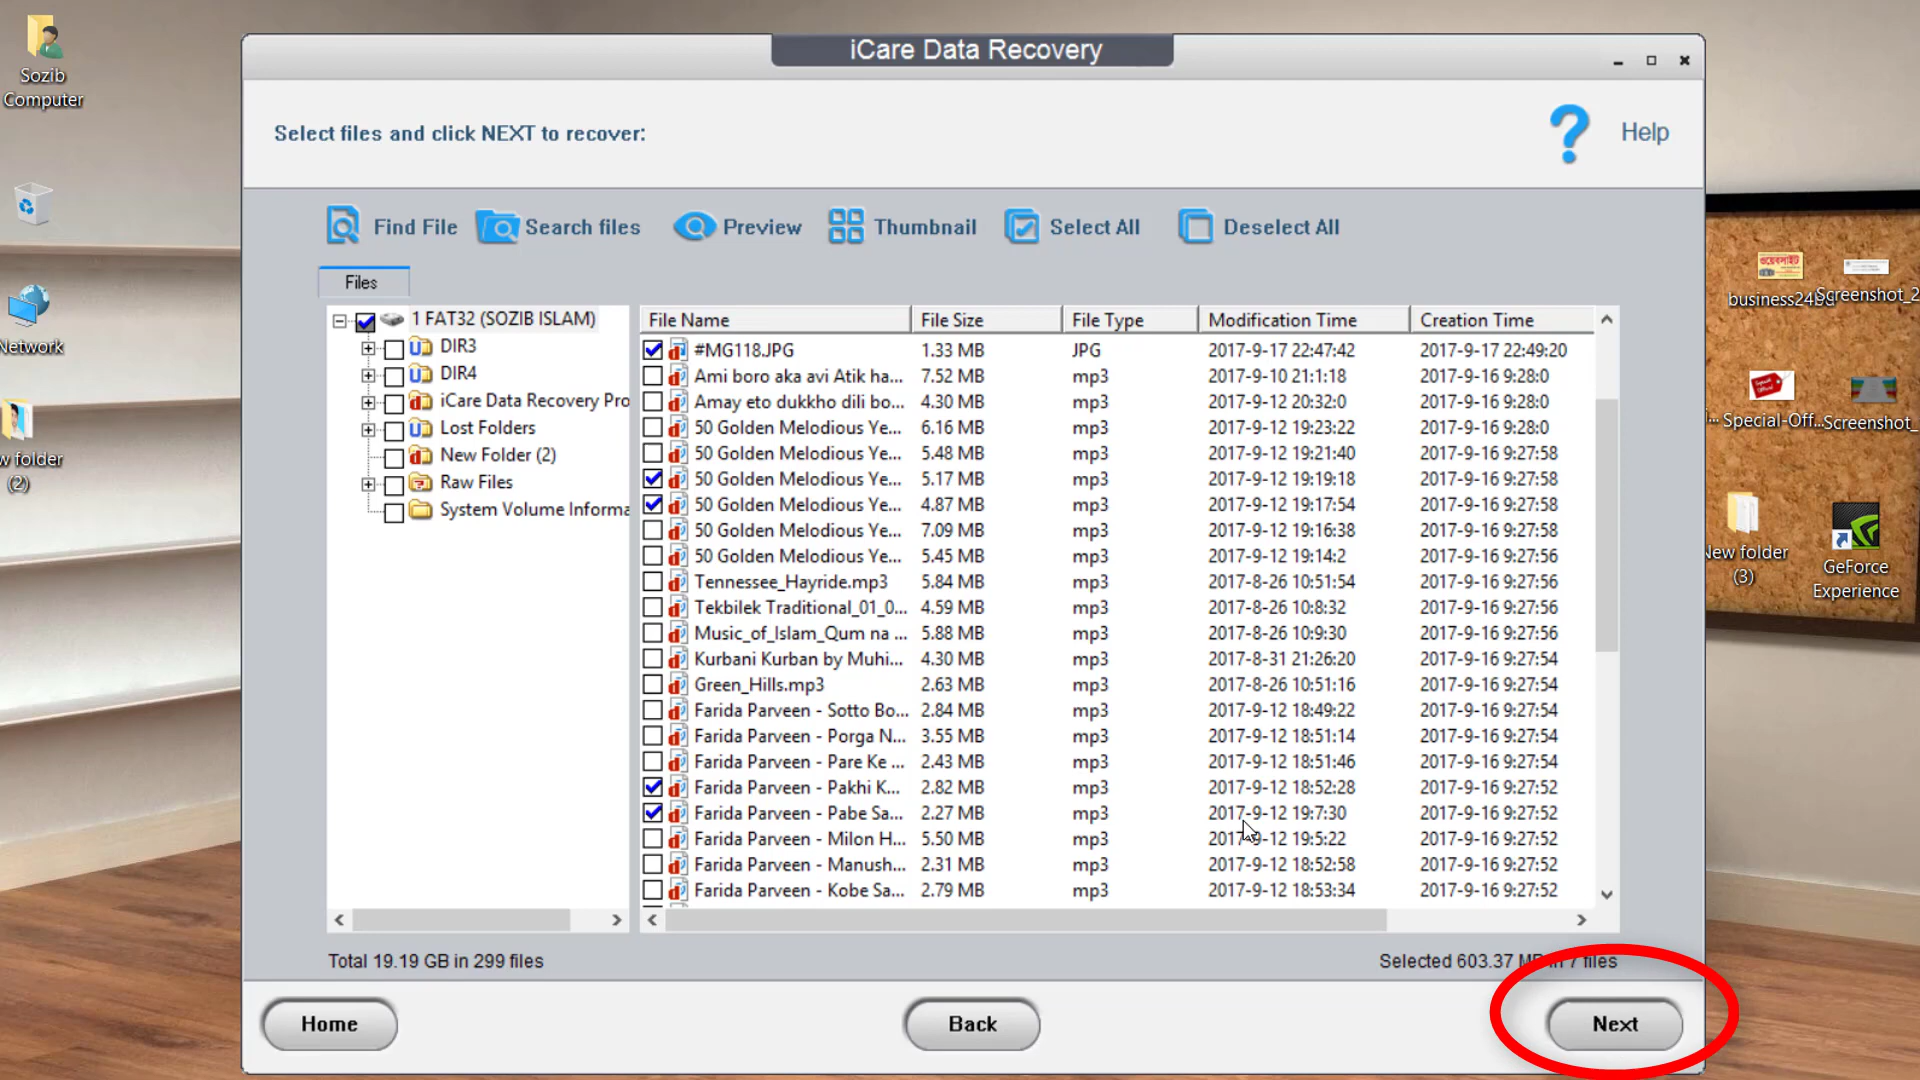 iCare Data Recovery
Select files and click NEXT to recover:
Help
Find File
Search files
Preview
Thumbnail
Select All
Deselect All
Files
1 FAT32 (SOZIB ISLAM)
DIR3
DIR4
iCare Data Recovery Pro
Lost Folders
New Folder (2)
Raw Files
System Volume Informa
File Name File Size File Type Modification Time Creation Time
#MG118.JPG 1.33 MB JPG 2017-9-17 22:47:42 2017-9-17 22:49:20
Ami boro aka avi Atik ha... 7.52 MB mp3 2017-9-10 21:1:18 2017-9-16 9:28:0
Amay eto dukkho dili bo... 4.30 MB mp3 2017-9-12 20:32:0 2017-9-16 9:28:0
50 Golden Melodious Ye... 6.16 MB mp3 2017-9-12 19:23:22 2017-9-16 9:28:0
50 Golden Melodious Ye... 5.48 MB mp3 2017-9-12 19:21:40 2017-9-16 9:27:58
50 Golden Melodious Ye... 5.17 MB mp3 2017-9-12 19:19:18 2017-9-16 9:27:58
50 Golden Melodious Ye... 4.87 MB mp3 2017-9-12 19:17:54 2017-9-16 9:27:58
50 Golden Melodious Ye... 7.09 MB mp3 2017-9-12 19:16:38 2017-9-16 9:27:58
50 Golden Melodious Ye... 5.45 MB mp3 2017-9-12 19:14:2 2017-9-16 9:27:56
Tennessee_Hayride.mp3 5.84 MB mp3 2017-8-26 10:51:54 2017-9-16 9:27:56
Tekbilek Traditional_01_0... 4.59 MB mp3 2017-8-26 10:8:32 2017-9-16 9:27:56
Music_of_Islam_Qum na ... 5.88 MB mp3 2017-8-26 10:9:30 2017-9-16 9:27:56
Kurbani Kurban by Muhi... 4.30 MB mp3 2017-8-31 21:26:20 2017-9-16 9:27:54
Green_Hills.mp3 2.63 MB mp3 2017-8-26 10:51:16 2017-9-16 9:27:54
Farida Parveen - Sotto Bo... 2.84 MB mp3 2017-9-12 18:49:22 2017-9-16 9:27:54
Farida Parveen - Porga N... 3.55 MB mp3 2017-9-12 18:51:14 2017-9-16 9:27:54
Farida Parveen - Pare Ke ... 2.43 MB mp3 2017-9-12 18:51:46 2017-9-16 9:27:54
Farida Parveen - Pakhi K... 2.82 MB mp3 2017-9-12 18:52:28 2017-9-16 9:27:52
Farida Parveen - Pabe Sa... 2.27 MB mp3 2017-9-12 19:7:30 2017-9-16 9:27:52
Farida Parveen - Milon H... 5.50 MB mp3 2017-9-12 19:5:22 2017-9-16 9:27:52
Farida Parveen - Manush... 2.31 MB mp3 2017-9-12 18:52:58 2017-9-16 9:27:52
Farida Parveen - Kobe Sa... 2.79 MB mp3 2017-9-12 18:53:34 2017-9-16 9:27:52
Total 19.19 GB in 299 files
Selected 603.37 MB in 7 files
Home
Back
Next
Sozib
Computer
Network
w folder
(2)
ওয়েবসাইট
business24
Screenshot_2
Special-Off...
Screenshot_
New folder
(3)
GeForce
Experience